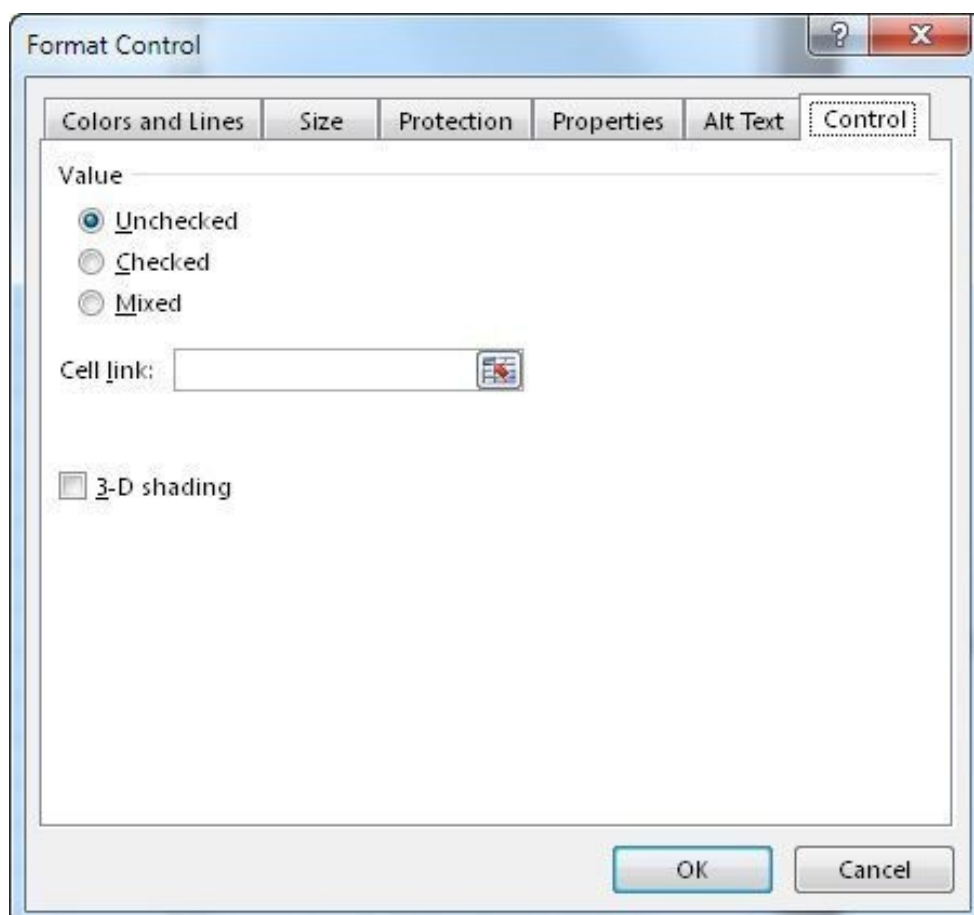 Format Control
?
Colors and Lines Size Protection Properties Alt Text Control
Value
Unchecked
Checked
Mixed
Cell link:
3-D shading
OK Cancel